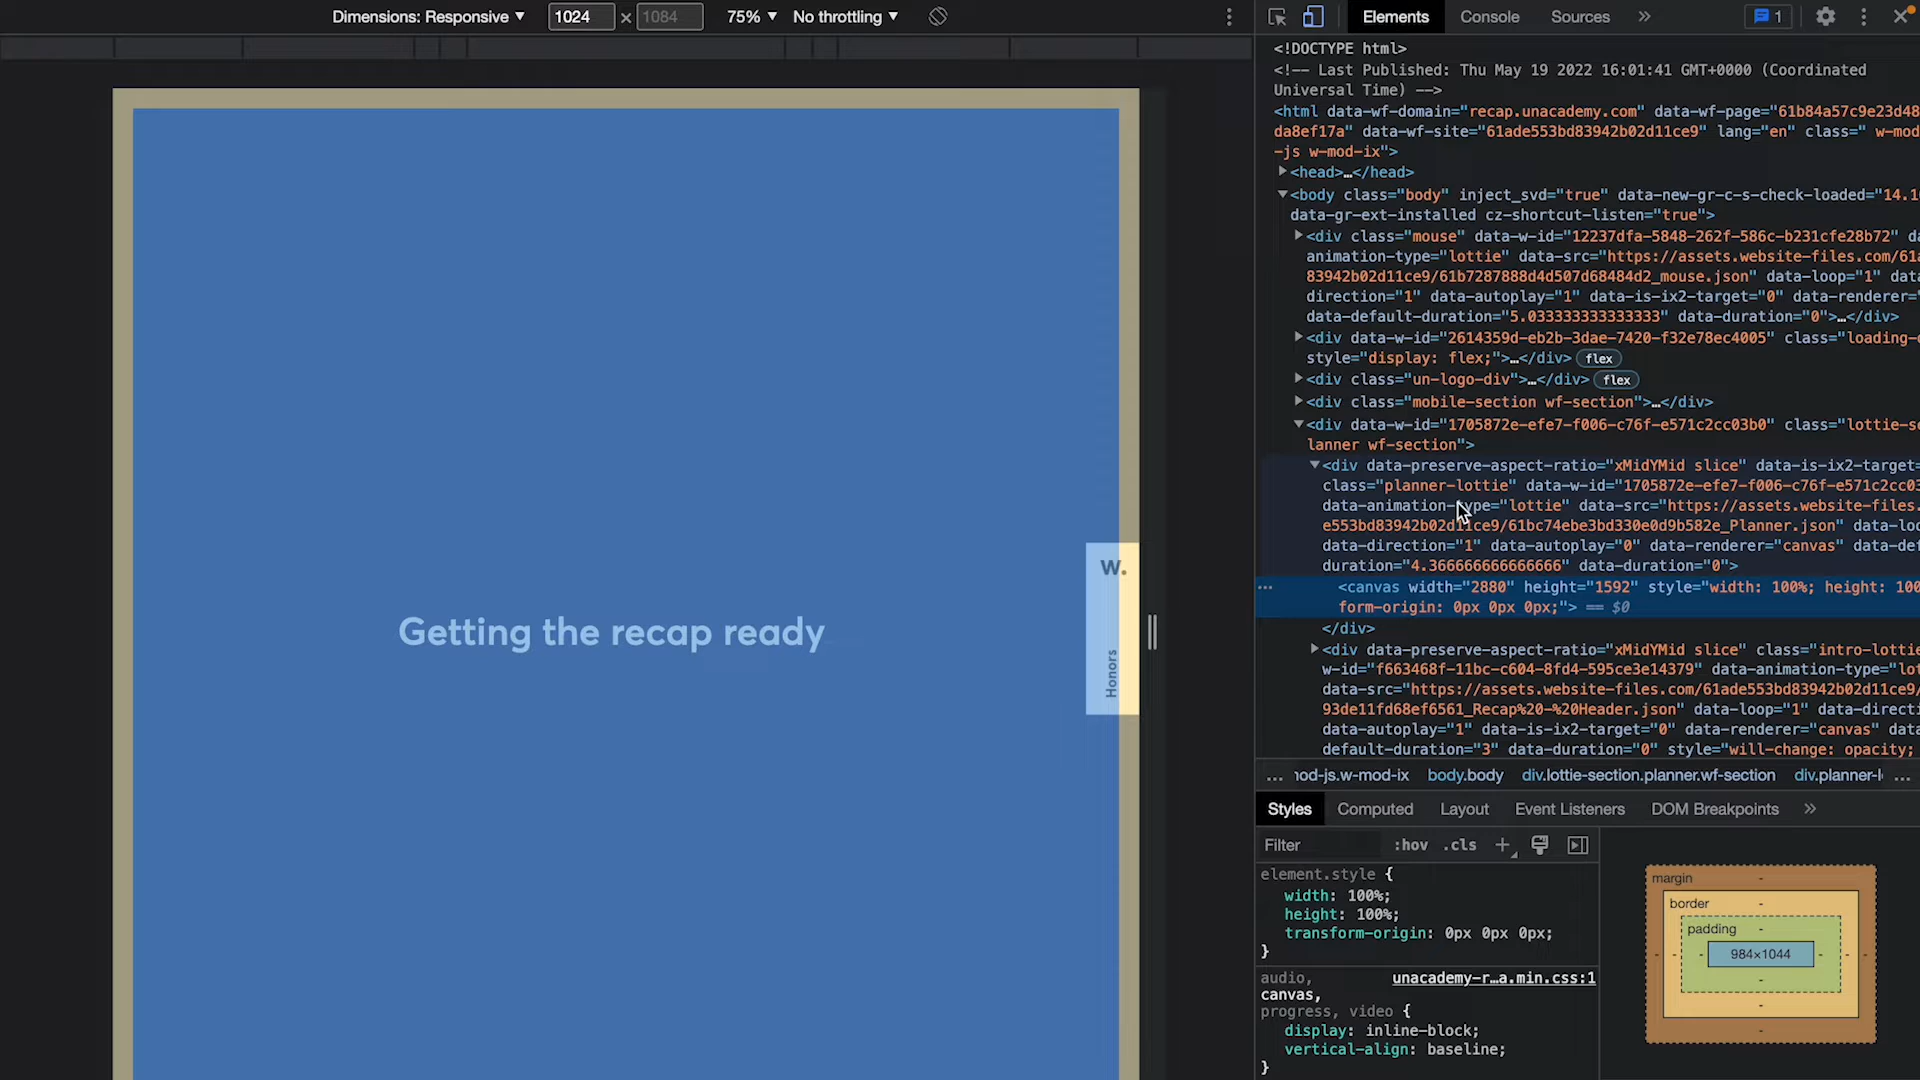 Dimensions: Responsive ▼ 1024 × 1084 75% ▼ No throttling ▼
Elements Console Sources » 1
Getting the recap ready
W.
Honors
<!DOCTYPE html>
<!-- Last Published: Thu May 19 2022 16:01:41 GMT+0000 (Coordinated
Universal Time) -->
<html data-wf-domain="recap.unacademy.com" data-wf-page="61b84a57c9e23d48
da8ef17a" data-wf-site="61ade553bd83942b02d11ce9" lang="en" class=" w-mod
-js w-mod-ix">
<head>…</head>
<body class="body" inject_svd="true" data-new-gr-c-s-check-loaded="14.1
data-gr-ext-installed cz-shortcut-listen="true">
<div class="mouse" data-w-id="12237dfa-5848-262f-586c-b231cfe28b72" da
animation-type="lottie" data-src="https://assets.website-files.com/61a
83942b02d11ce9/61b7287888d4d507d68484d2_mouse.json" data-loop="1" data
direction="1" data-autoplay="1" data-is-ix2-target="0" data-renderer="
data-default-duration="5.033333333333333" data-duration="0">…</div>
<div data-w-id="2614359d-eb2b-3dae-7420-f32e78ec4005" class="loading-
style="display: flex;">…</div> flex
<div class="un-logo-div">…</div> flex
<div class="mobile-section wf-section">…</div>
<div data-w-id="1705872e-efe7-f006-c76f-e571c2cc03b0" class="lottie-s
lanner wf-section">
<div data-preserve-aspect-ratio="xMidYMid slice" data-is-ix2-target=
class="planner-lottie" data-w-id="1705872e-efe7-f006-c76f-e571c2cc03
data-animation-type="lottie" data-src="https://assets.website-files.
e553bd83942b02d11ce9/61bc74ebe3bd330e0d9b582e_Planner.json" data-loo
data-direction="1" data-autoplay="0" data-renderer="canvas" data-def
duration="4.366666666666666" data-duration="0">
<canvas width="2880" height="1592" style="width: 100%; height: 100
form-origin: 0px 0px 0px;"> == $0
</div>
<div data-preserve-aspect-ratio="xMidYMid slice" class="intro-lottie
w-id="f663468f-11bc-c604-8fd4-595ce3e14379" data-animation-type="lot
data-src="https://assets.website-files.com/61ade553bd83942b02d11ce9/
93de11fd68ef6561_Recap%20-%20Header.json" data-loop="1" data-directi
data-autoplay="1" data-is-ix2-target="0" data-renderer="canvas" data
default-duration="3" data-duration="0" style="will-change: opacity;
... nod-js.w-mod-ix body.body div.lottie-section.planner.wf-section div.planner-l ...
Styles Computed Layout Event Listeners DOM Breakpoints »
Filter :hov .cls +
element.style {
width: 100%;
height: 100%;
transform-origin: 0px 0px 0px;
}
audio, unacademy-r…a.min.css:1
canvas,
progress, video {
display: inline-block;
vertical-align: baseline;
}
margin -
border -
padding -
- - - 984×1044 - - -
-
-
-